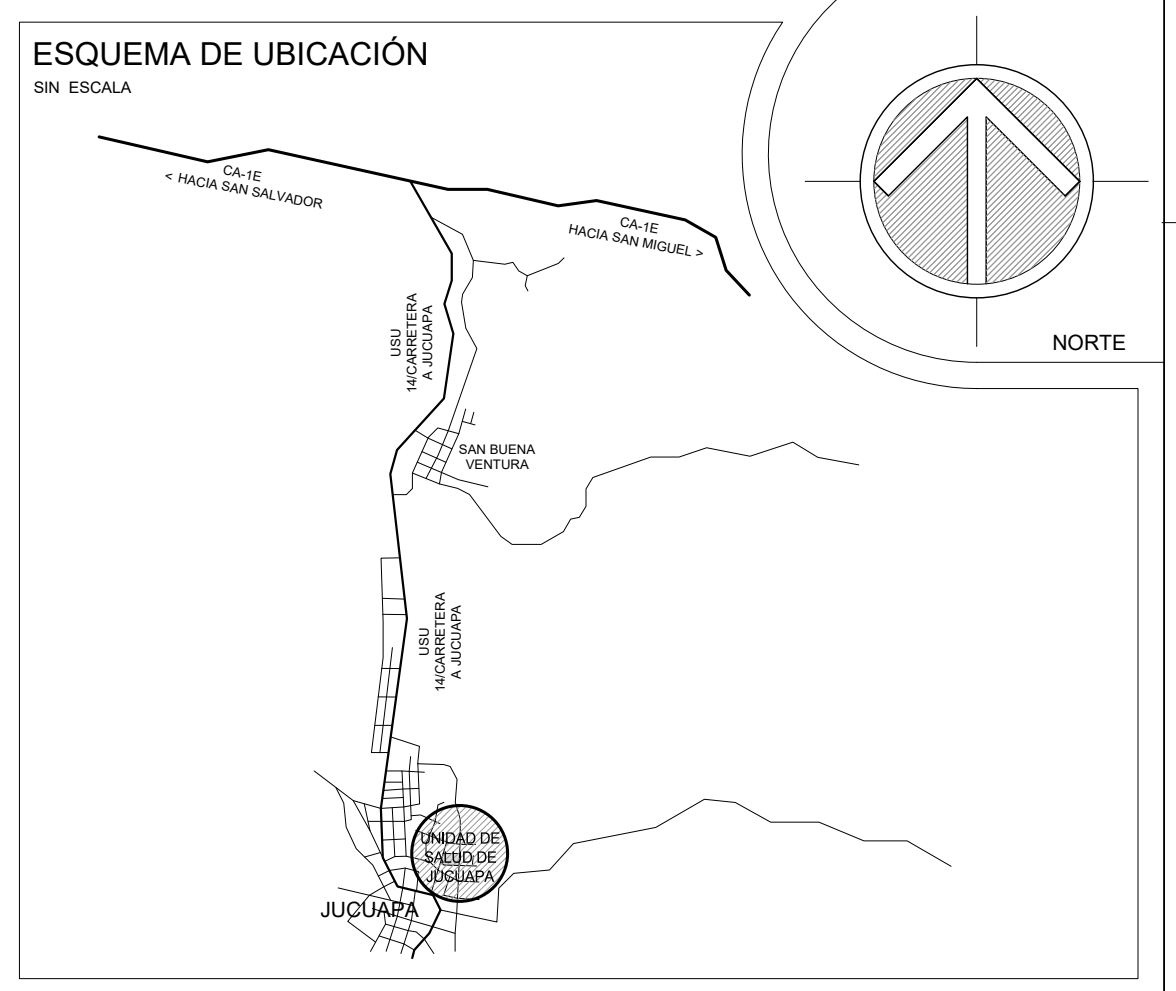 ESQUEMA DE UBICACIÓN
SIN ESCALA
CA-1E
< HACIA SAN SALVADOR
CA-1E
HACIA SAN MIGUEL >
NORTE
USU
14/CARRETERA
A JUCUAPA
SAN BUENA
VENTURA
USU
14/CARRETERA
A JUCUAPA
UNIDAD DE
SALUD DE
JUCUAPA
JUCUAPA